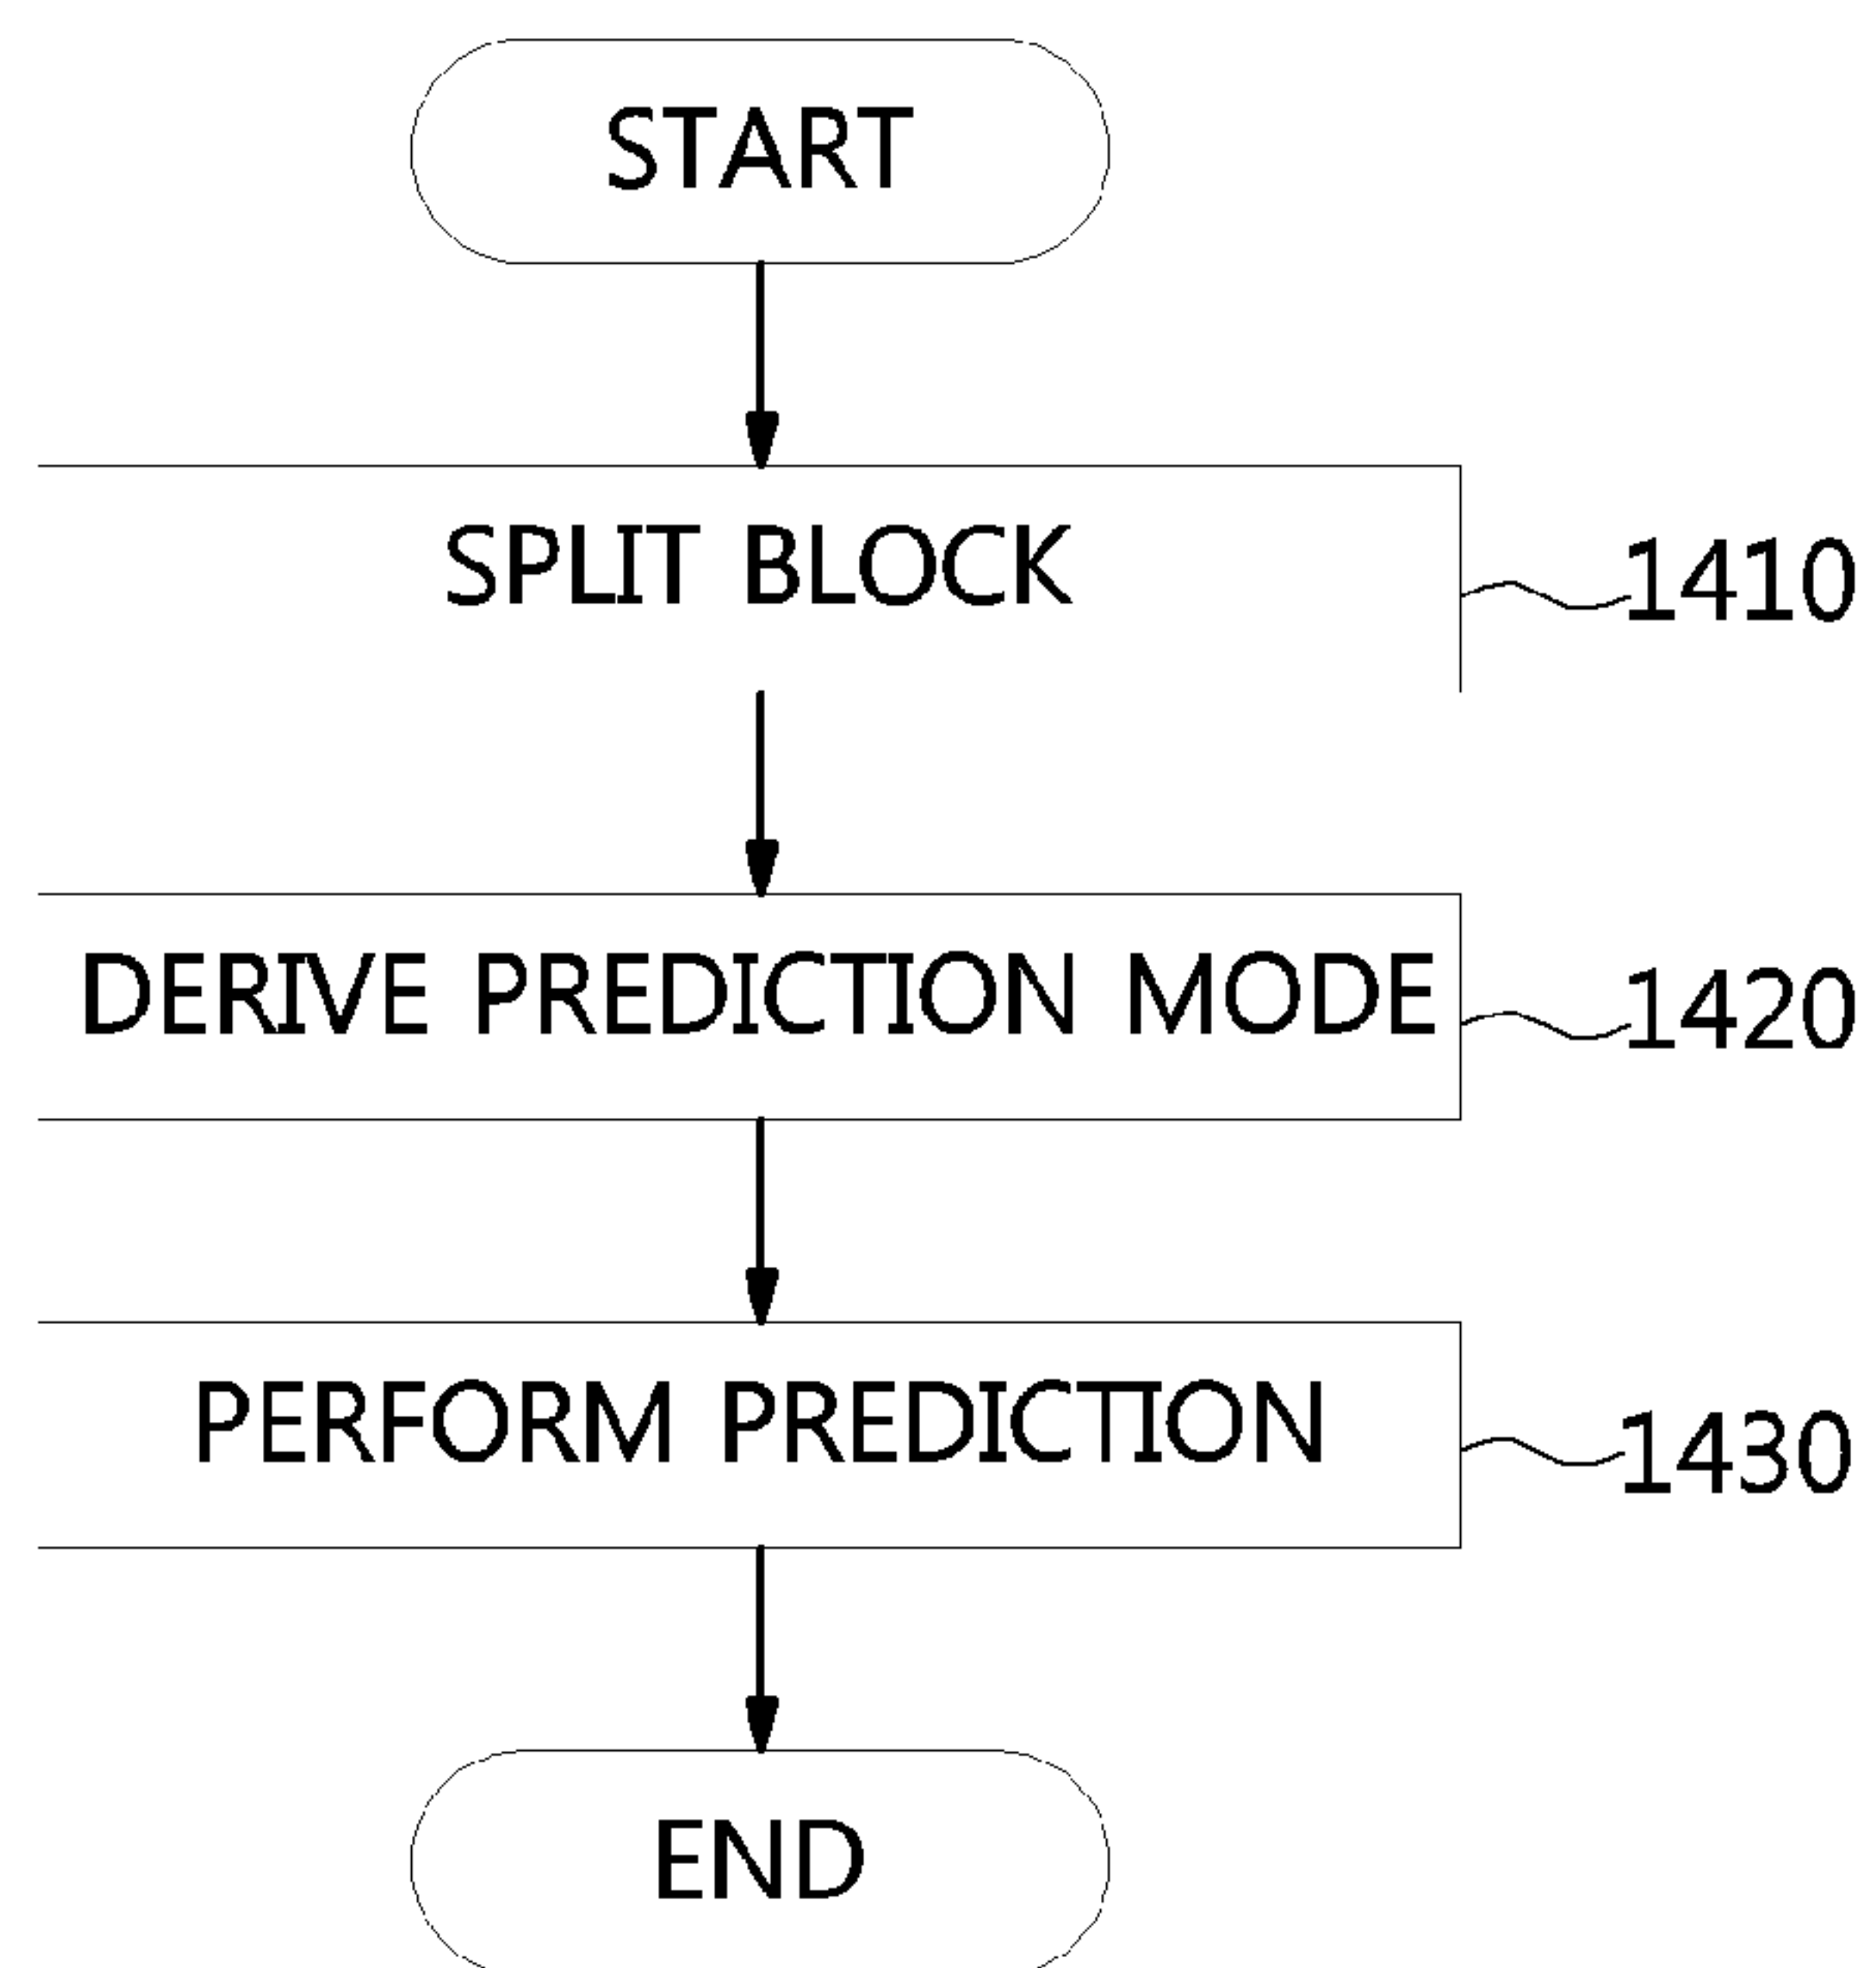 START
SPLIT BLOCK
1410
DERIVE PREDICTION MODE
1420
PERFORM PREDICTION
1430
END